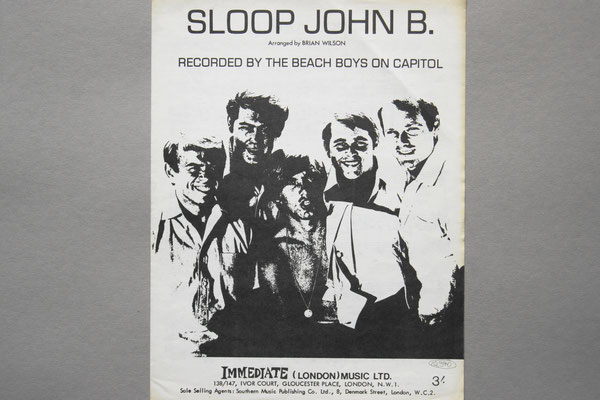 SLOOP JOHN B.
Arranged by BRIAN WILSON
RECORDED BY THE BEACH BOYS ON CAPITOL
IMMEDIATE (LONDON) MUSIC LTD.
138/147, IVOR COURT, GLOUCESTER PLACE, LONDON, N.W.1.
3/-
Sole Selling Agents: Southern Music Publishing Co. Ltd., 8, Denmark Street, London, W.C.2.